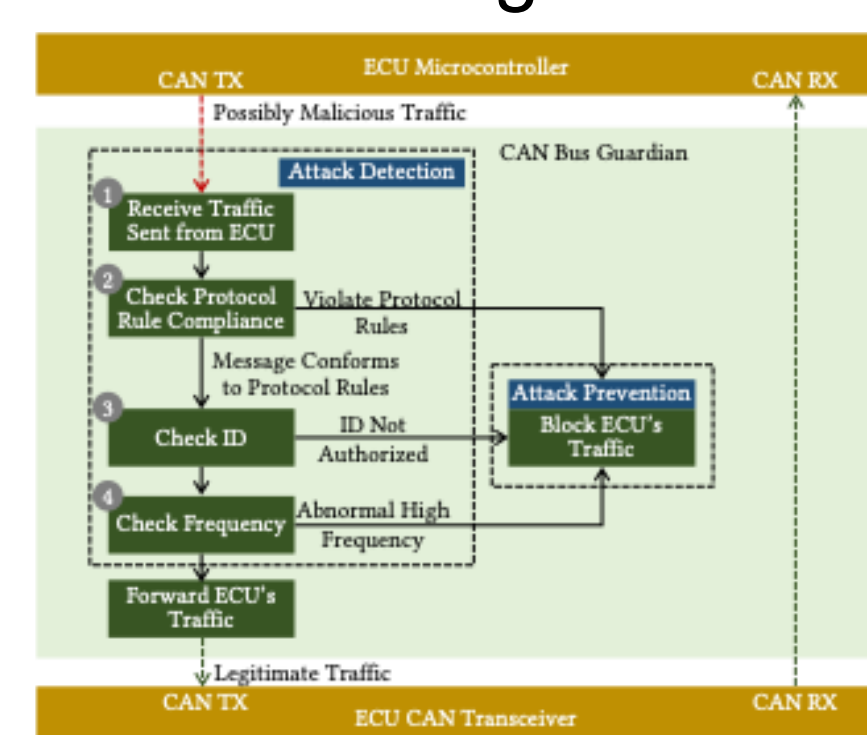 ECU Microcontroller
CAN TX
CAN RX
Possibly Malicious Traffic
CAN Bus Guardian
Attack Detection
1
Receive Traffic
Sent from ECU
2
Check Protocol
Rule Compliance
Violate Protocol
Rules
Message Conforms
to Protocol Rules
3
Check ID
ID Not
Authorized
Attack Prevention
Block ECU's
Traffic
4
Check Frequency
Abnormal High
Frequency
Forward ECU's
Traffic
Legitimate Traffic
CAN TX
CAN RX
ECU CAN Transceiver